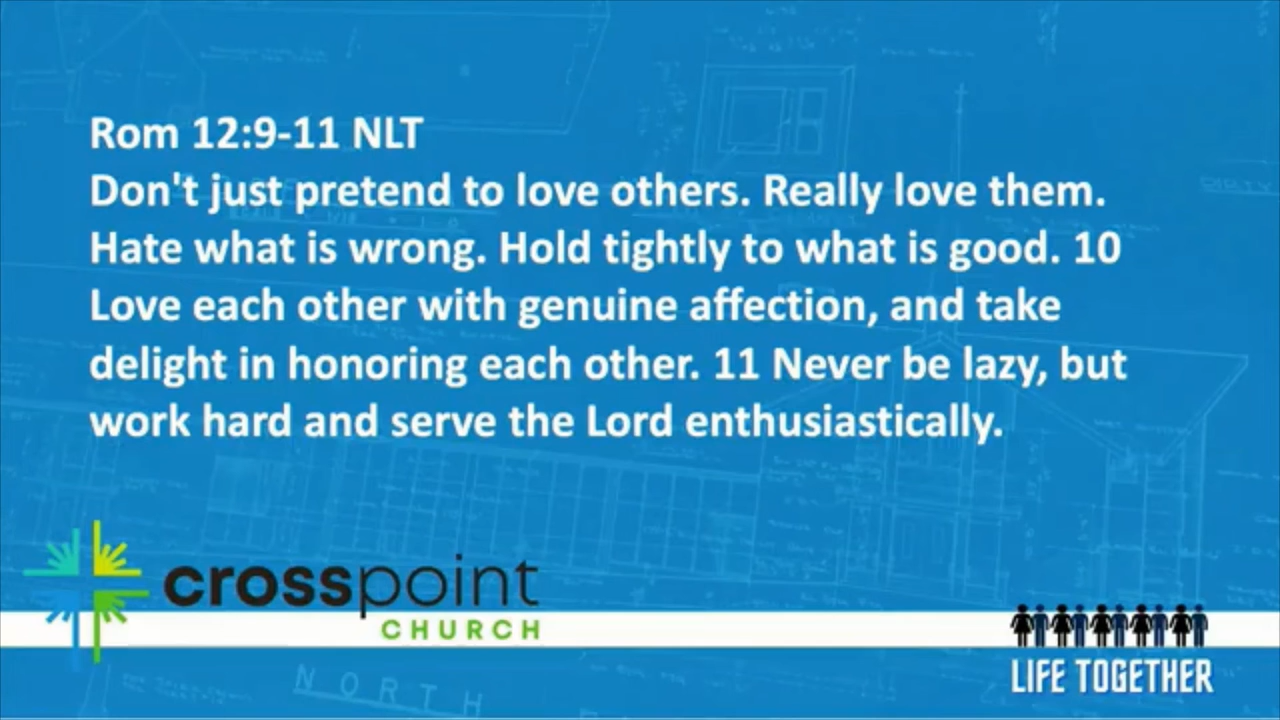 Rom 12:9-11 NLT
Don't just pretend to love others. Really love them.
Hate what is wrong. Hold tightly to what is good. 10
Love each other with genuine affection, and take
delight in honoring each other. 11 Never be lazy, but
work hard and serve the Lord enthusiastically.
crosspoint
CHURCH
LIFE TOGETHER
NORTH